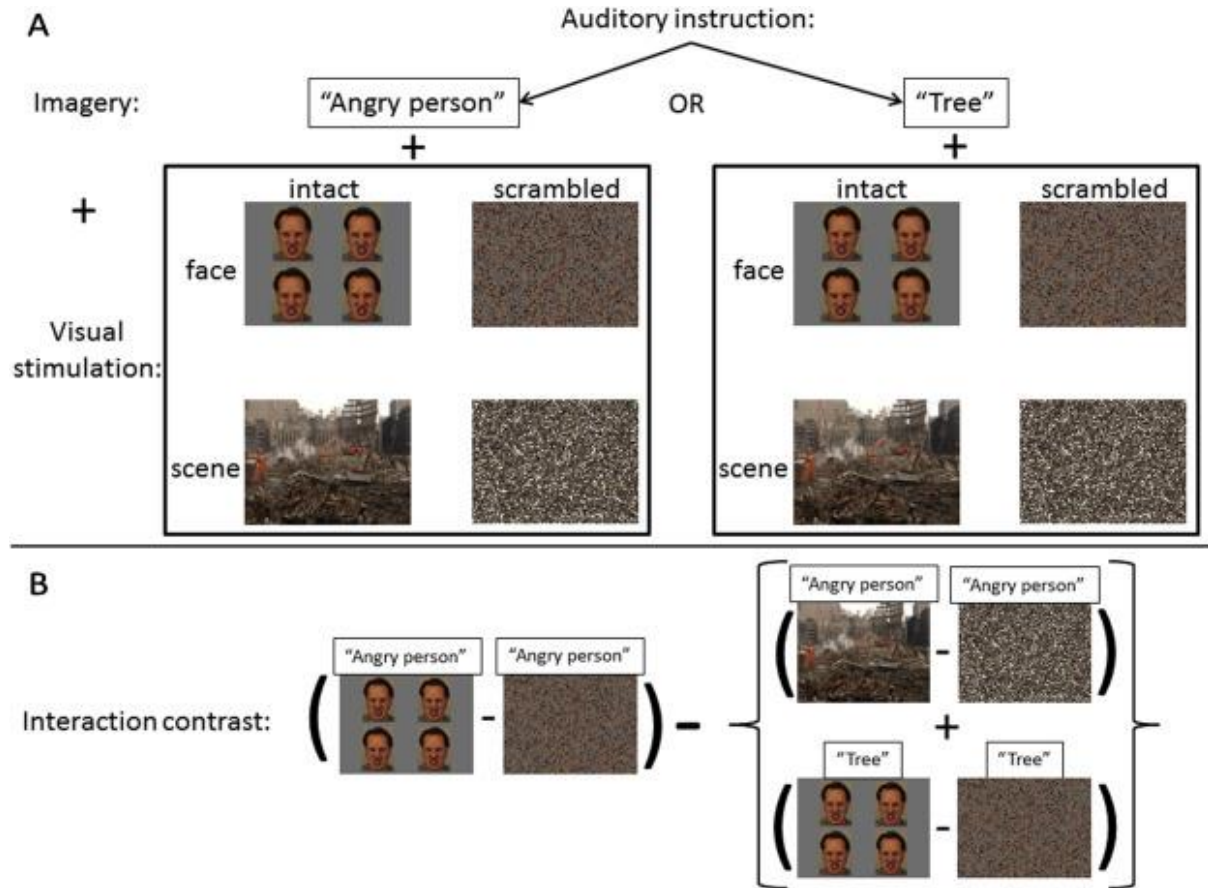 A
Auditory instruction:
Imagery:
“Angry person”
OR
“Tree”
+
+
+
intact
scrambled
intact
scrambled
face
face
Visual
stimulation:
scene
scene
B
“Angry person”
“Angry person”
“Angry person”
“Angry person”
Interaction contrast:
(
-
)
-
{
(
-
)
+
“Tree”
“Tree”
(
-
)
}